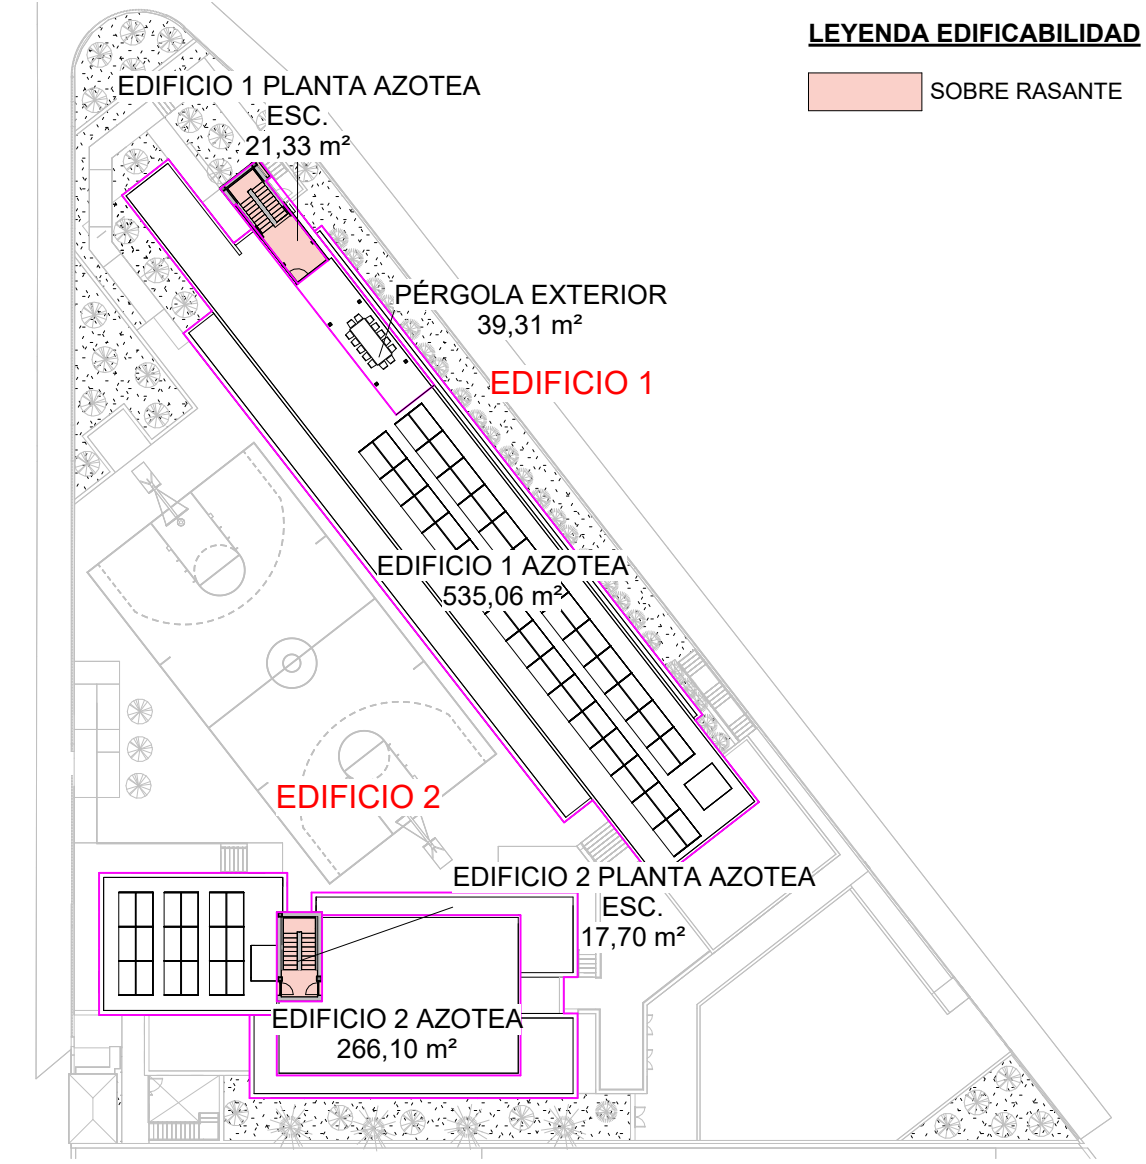 LEYENDA EDIFICABILIDAD
SOBRE RASANTE
EDIFICIO 1 PLANTA AZOTEA
ESC.
21,33 m²
PÉRGOLA EXTERIOR
39,31 m²
EDIFICIO 1
EDIFICIO 1 AZOTEA
535,06 m²
EDIFICIO 2
EDIFICIO 2 PLANTA AZOTEA
ESC.
17,70 m²
EDIFICIO 2 AZOTEA
266,10 m²